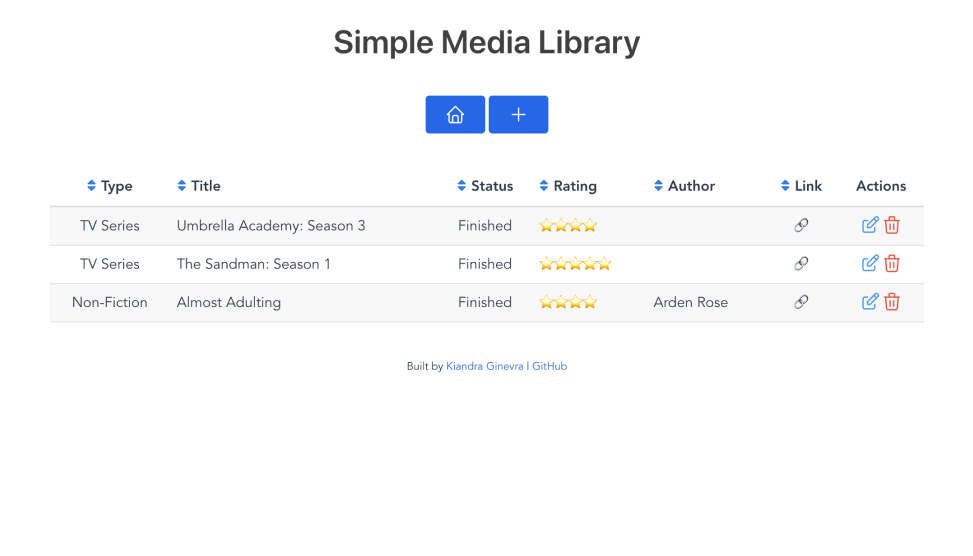 Simple Media Library
Type Title Status Rating Author Link Actions
TV Series Umbrella Academy: Season 3 Finished ⭐⭐⭐⭐
TV Series The Sandman: Season 1 Finished ⭐⭐⭐⭐⭐
Non-Fiction Almost Adulting Finished ⭐⭐⭐⭐ Arden Rose
Built by Kiandra Ginevra | GitHub